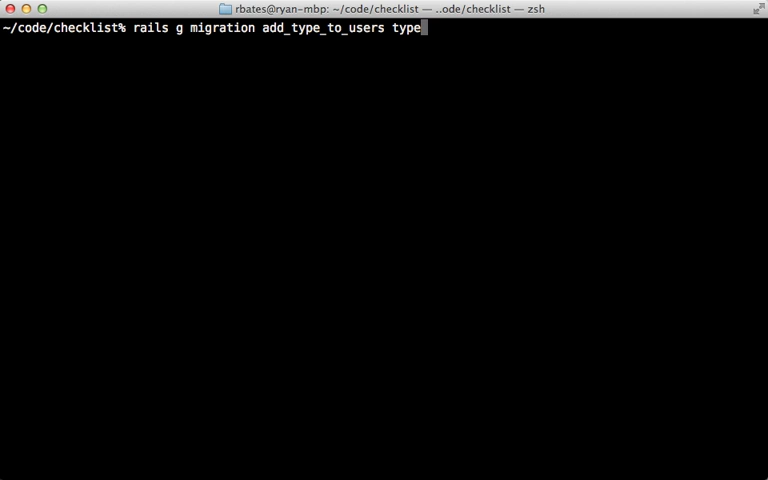 rbates@ryan-mbp: ~/code/checklist — ..ode/checklist — zsh
~/code/checklist% rails g migration add_type_to_users type